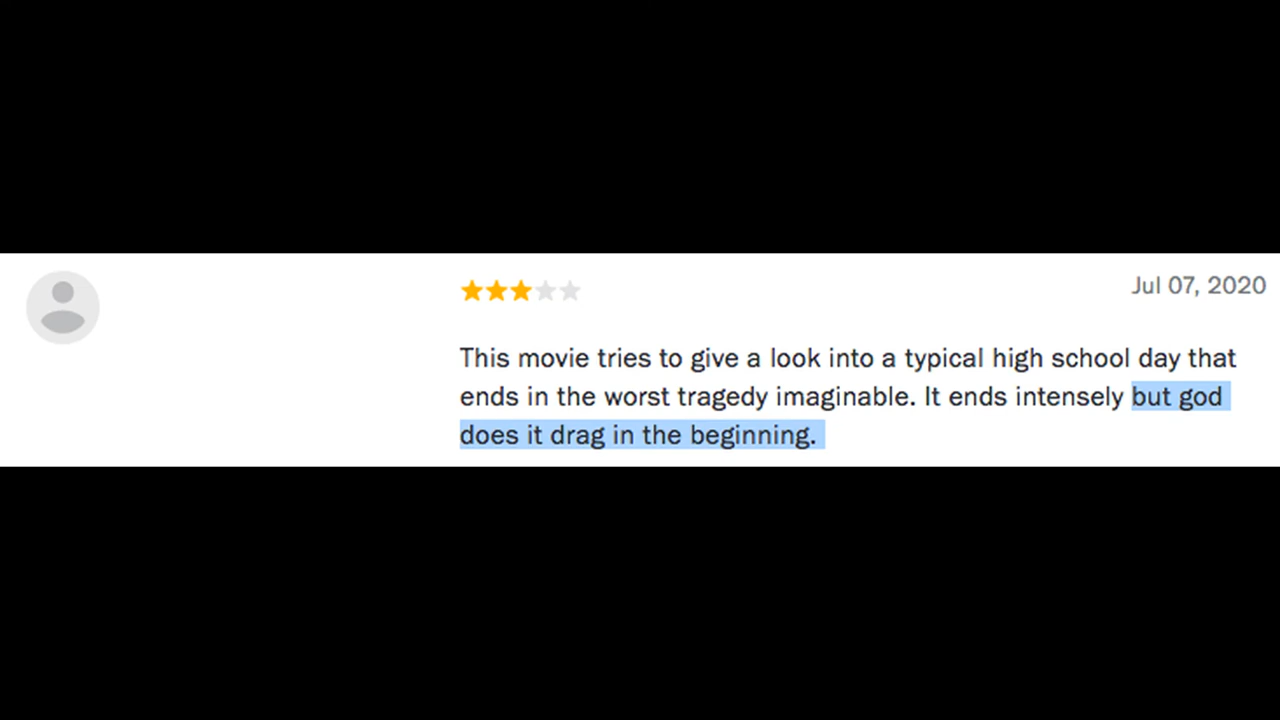 Jul 07, 2020
This movie tries to give a look into a typical high school day that
ends in the worst tragedy imaginable. It ends intensely but god
does it drag in the beginning.